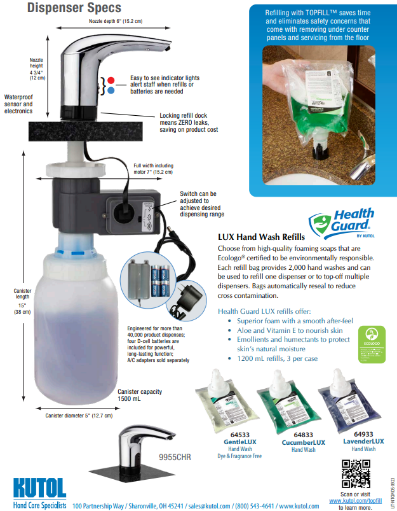 Dispenser Specs
Nozzle depth 6" (15.2 cm)
Refilling with TOPFILL™ saves time
and eliminates safety concerns that
come with removing under counter
panels and servicing from the floor
Nozzle
height
4 3/4"
(12 cm)
Easy to see indicator lights
alert staff when refills or
batteries are needed
Waterproof
sensor and
electronics
Locking refill dock
means ZERO leaks,
saving on product cost
Full width including
motor 7" (15.2 cm)
Switch can be
adjusted to
achieve desired
dispensing range
Health
Guard®
BY KUTOL
LUX Hand Wash Refills
Choose from high-quality foaming soaps that are
Ecologo® certified to be environmentally responsible.
Each refill bag provides 2,000 hand washes and can
be used to refill one dispenser or to top-off multiple
dispensers. Bags automatically reseal to reduce
cross contamination.
Canister
length
15"
(38 cm)
Health Guard LUX refills offer:
• Superior foam with a smooth after-feel
• Aloe and Vitamin E to nourish skin
• Emollients and humectants to protect
skin's natural moisture
• 1200 mL refills, 3 per case
Engineered for more than
40,000 product dispenses;
four D-cell batteries are
included for powerful,
long-lasting function;
A/C adapters sold separately
Canister capacity
1500 mL
Canister diameter 5" (12.7 cm)
64533
GentleLUX
Hand Wash
Dye & Fragrance Free
64833
CucumberLUX
Hand Wash
64933
LavenderLUX
Hand Wash
9955CHR
KUTOL
Hand Care Specialists
100 Partnership Way / Sharonville, OH 45241 / sales@kutol.com / (800) 543-4641 / www.kutol.com
Scan or visit
www.kutol.com/topfill
to learn more.